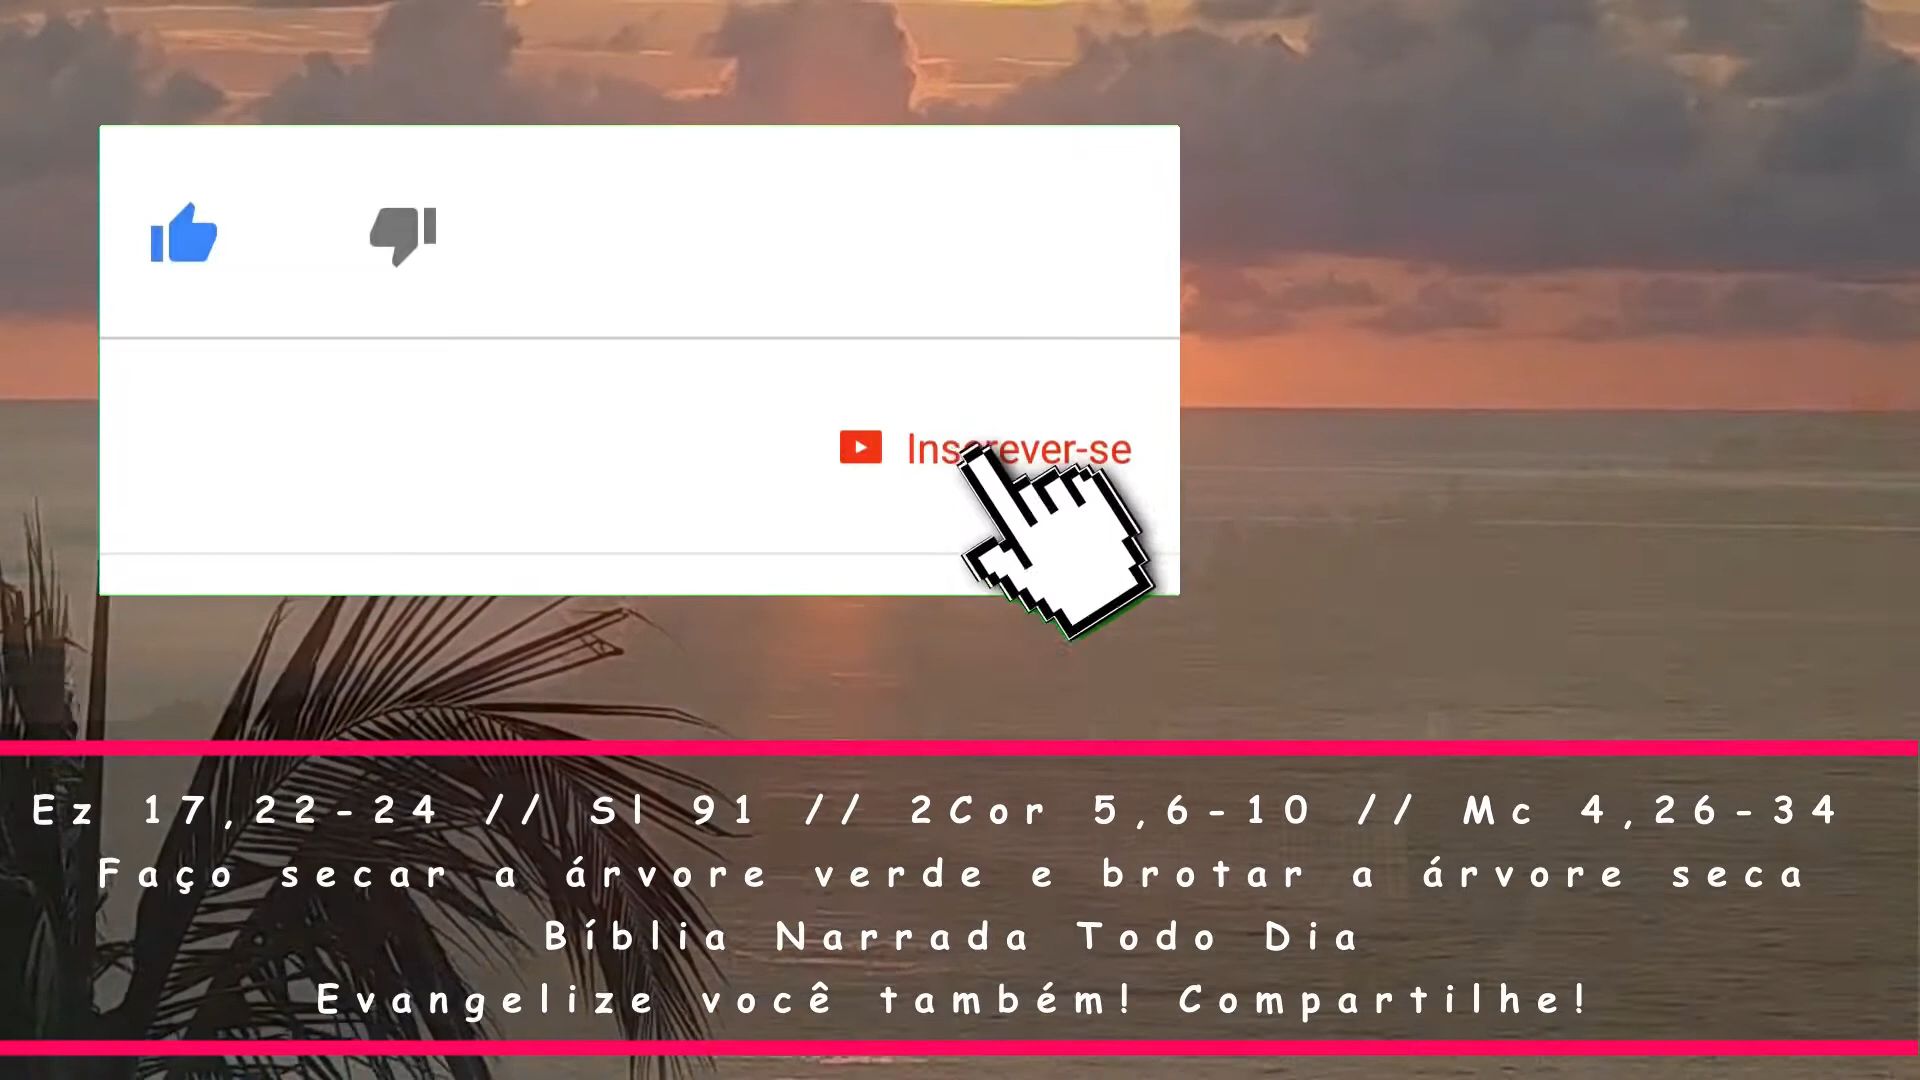 Inscrever-se
Ez 17,22-24 // Sl 91 // 2Cor 5,6-10 // Mc 4,26-34
Faço secar a árvore verde e brotar a árvore seca
Bíblia Narrada Todo Dia
Evangelize você também! Compartilhe!